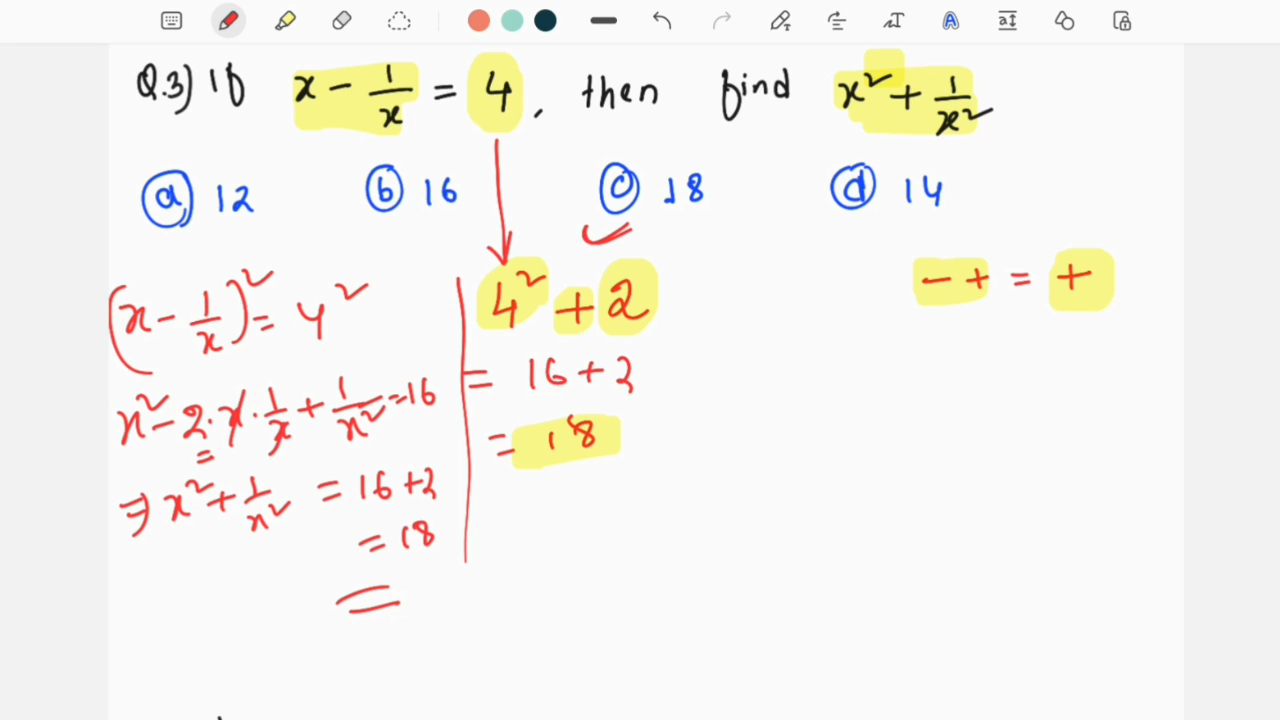 Q.3) If x - 1/x = 4, then find x² + 1/x²
(a) 12 (b) 16 (c) 18 (d) 14
(x - 1/x)² = 4²
x² - 2·x·1/x + 1/x² = 16
⇒ x² + 1/x² = 16+2
= 18
4² + 2
= 16+2
= 18
- + = +